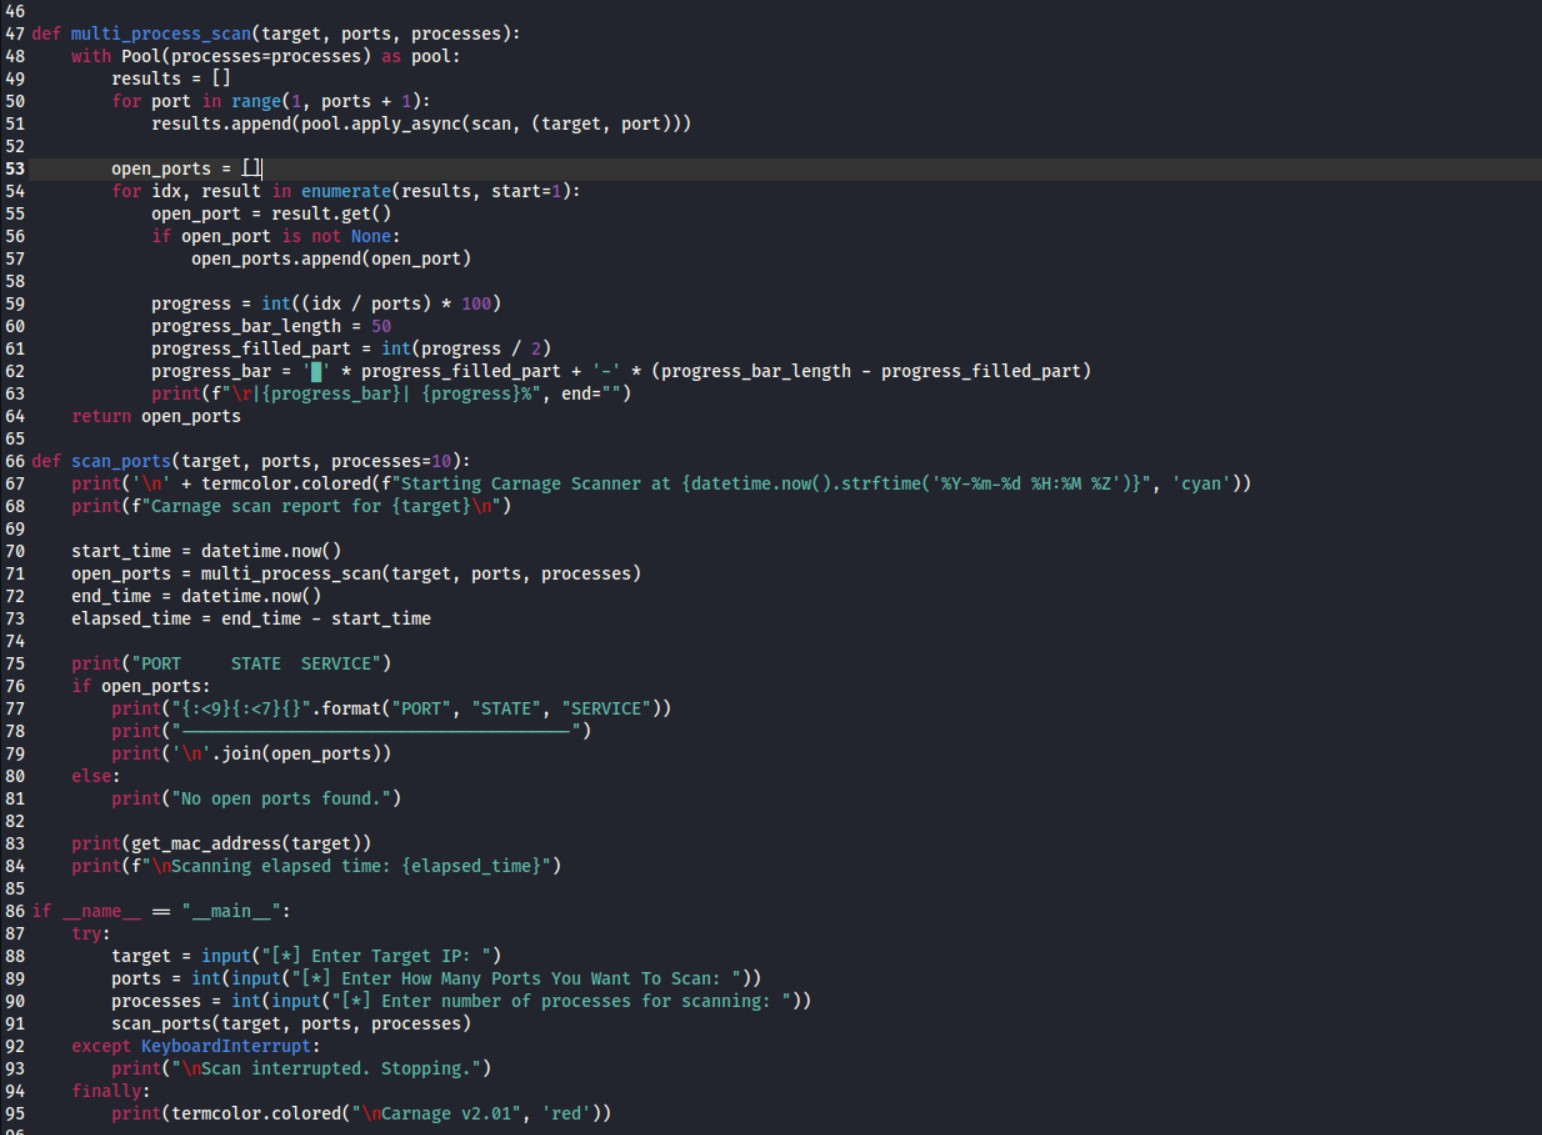 46
47 def multi_process_scan(target, ports, processes):
48     with Pool(processes=processes) as pool:
49         results = []
50         for port in range(1, ports + 1):
51             results.append(pool.apply_async(scan, (target, port)))
52
53         open_ports = []
54         for idx, result in enumerate(results, start=1):
55             open_port = result.get()
56             if open_port is not None:
57                 open_ports.append(open_port)
58
59             progress = int((idx / ports) * 100)
60             progress_bar_length = 50
61             progress_filled_part = int(progress / 2)
62             progress_bar = '█' * progress_filled_part + '-' * (progress_bar_length - progress_filled_part)
63             print(f"\r|{progress_bar}| {progress}%", end="")
64     return open_ports
65
66 def scan_ports(target, ports, processes=10):
67     print('\n' + termcolor.colored(f"Starting Carnage Scanner at {datetime.now().strftime('%Y-%m-%d %H:%M %Z')}", 'cyan'))
68     print(f"Carnage scan report for {target}\n")
69
70     start_time = datetime.now()
71     open_ports = multi_process_scan(target, ports, processes)
72     end_time = datetime.now()
73     elapsed_time = end_time - start_time
74
75     print("PORT     STATE  SERVICE")
76     if open_ports:
77         print("{:<9}{:<7}{}".format("PORT", "STATE", "SERVICE"))
78         print("───────────────────────────────────────")
79         print('\n'.join(open_ports))
80     else:
81         print("No open ports found.")
82
83     print(get_mac_address(target))
84     print(f"\nScanning elapsed time: {elapsed_time}")
85
86 if __name__ == "__main__":
87     try:
88         target = input("[*] Enter Target IP: ")
89         ports = int(input("[*] Enter How Many Ports You Want To Scan: "))
90         processes = int(input("[*] Enter number of processes for scanning: "))
91         scan_ports(target, ports, processes)
92     except KeyboardInterrupt:
93         print("\nScan interrupted. Stopping.")
94     finally:
95         print(termcolor.colored("\nCarnage v2.01", 'red'))
96